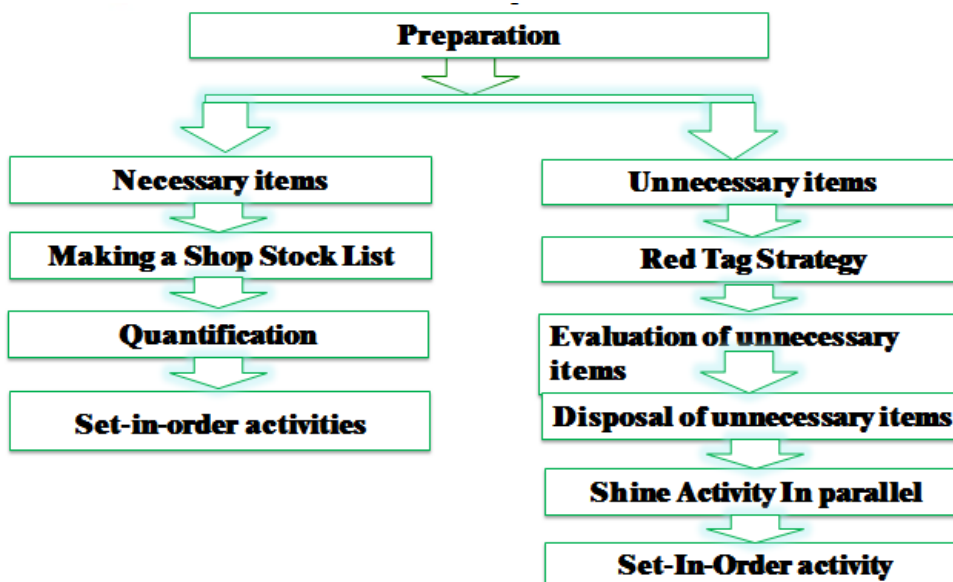 Preparation
Necessary items
Making a Shop Stock List
Quantification
Set-in-order activities
Unnecessary items
Red Tag Strategy
Evaluation of unnecessary
items
Disposal of unnecessary items
Shine Activity In parallel
Set-In-Order activity